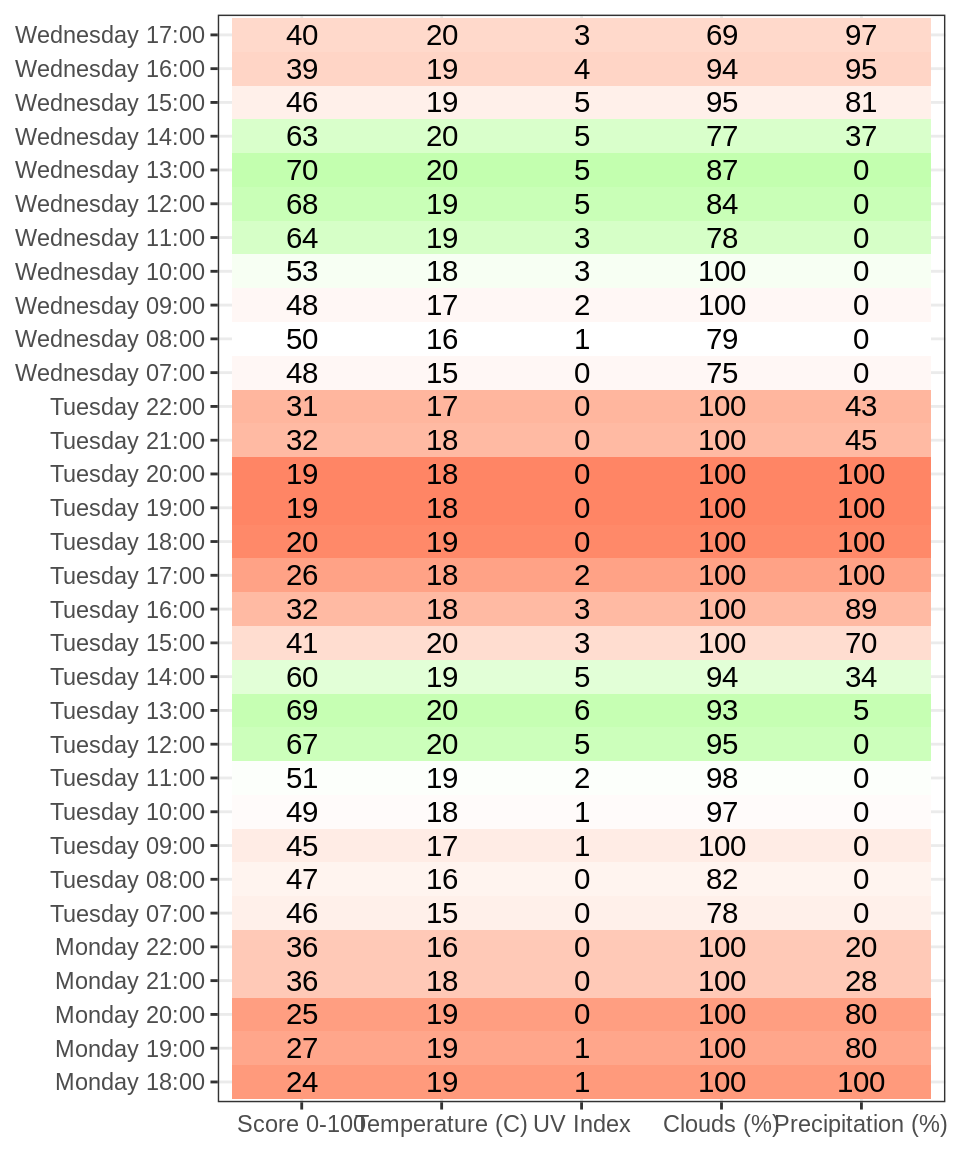 Wednesday 17:00 40 20 3 69 97
Wednesday 16:00 39 19 4 94 95
Wednesday 15:00 46 19 5 95 81
Wednesday 14:00 63 20 5 77 37
Wednesday 13:00 70 20 5 87 0
Wednesday 12:00 68 19 5 84 0
Wednesday 11:00 64 19 3 78 0
Wednesday 10:00 53 18 3 100 0
Wednesday 09:00 48 17 2 100 0
Wednesday 08:00 50 16 1 79 0
Wednesday 07:00 48 15 0 75 0
Tuesday 22:00 31 17 0 100 43
Tuesday 21:00 32 18 0 100 45
Tuesday 20:00 19 18 0 100 100
Tuesday 19:00 19 18 0 100 100
Tuesday 18:00 20 19 0 100 100
Tuesday 17:00 26 18 2 100 100
Tuesday 16:00 32 18 3 100 89
Tuesday 15:00 41 20 3 100 70
Tuesday 14:00 60 19 5 94 34
Tuesday 13:00 69 20 6 93 5
Tuesday 12:00 67 20 5 95 0
Tuesday 11:00 51 19 2 98 0
Tuesday 10:00 49 18 1 97 0
Tuesday 09:00 45 17 1 100 0
Tuesday 08:00 47 16 0 82 0
Tuesday 07:00 46 15 0 78 0
Monday 22:00 36 16 0 100 20
Monday 21:00 36 18 0 100 28
Monday 20:00 25 19 0 100 80
Monday 19:00 27 19 1 100 80
Monday 18:00 24 19 1 100 100
Score 0-100 Temperature (C) UV Index Clouds (%) Precipitation (%)